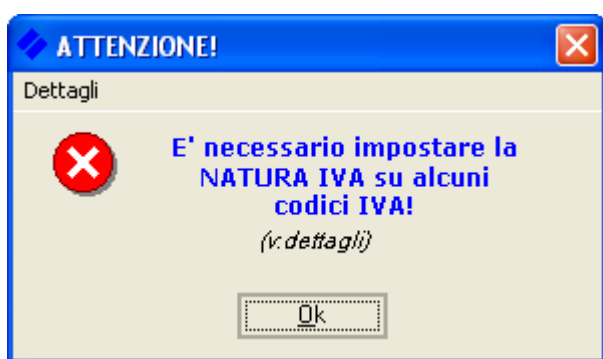 ATTENZIONE!
Dettagli
E' necessario impostare la
NATURA IVA su alcuni
codici IVA!
(v.dettagli)
Ok